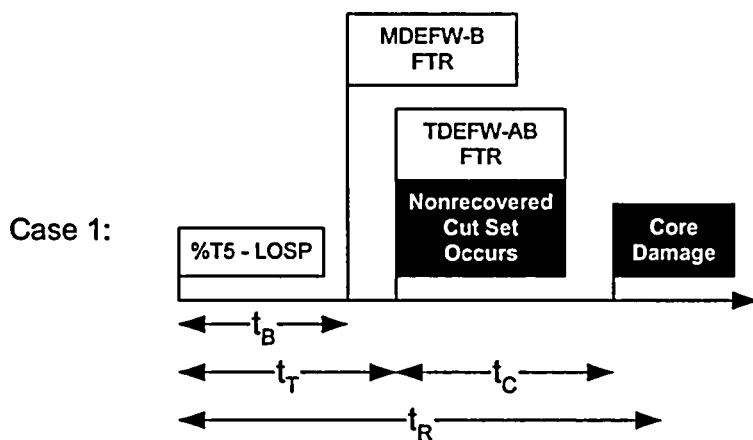 MDEFW-B
FTR
TDEFW-AB
FTR
Nonrecovered
Cut Set
Occurs
Case 1:
%T5 - LOSP
Core
Damage
t_B
t_T
t_C
t_R